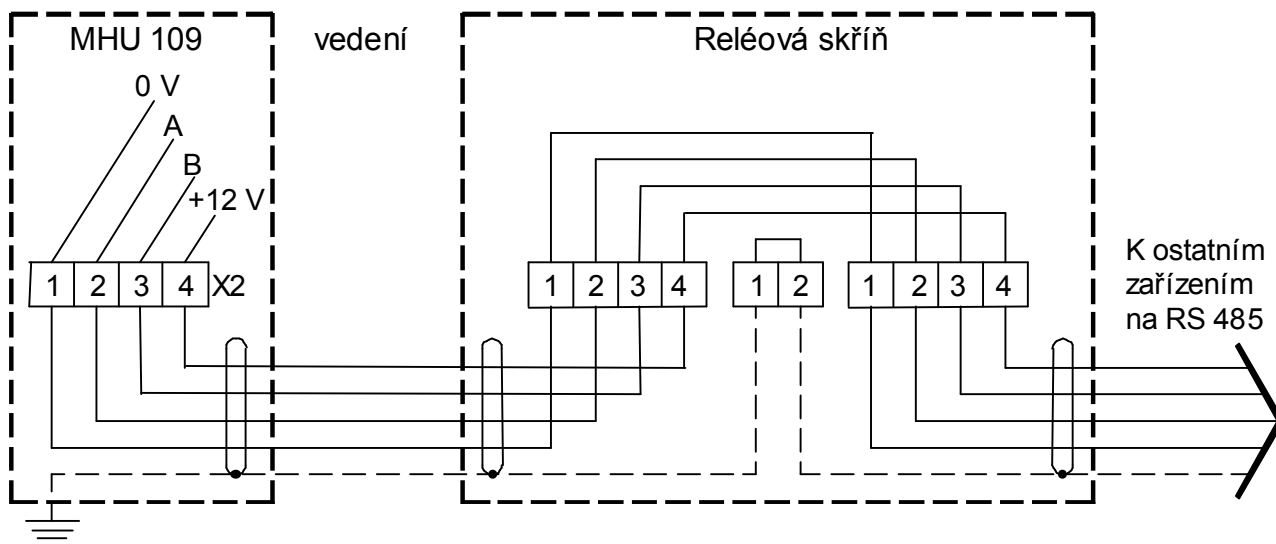 MHU 109
vedení
Reléová skříň
0 V
A
B
+12 V
1 2 3 4 X2
1 2 3 4
1 2
1 2 3 4
K ostatním
zařízením
na RS 485